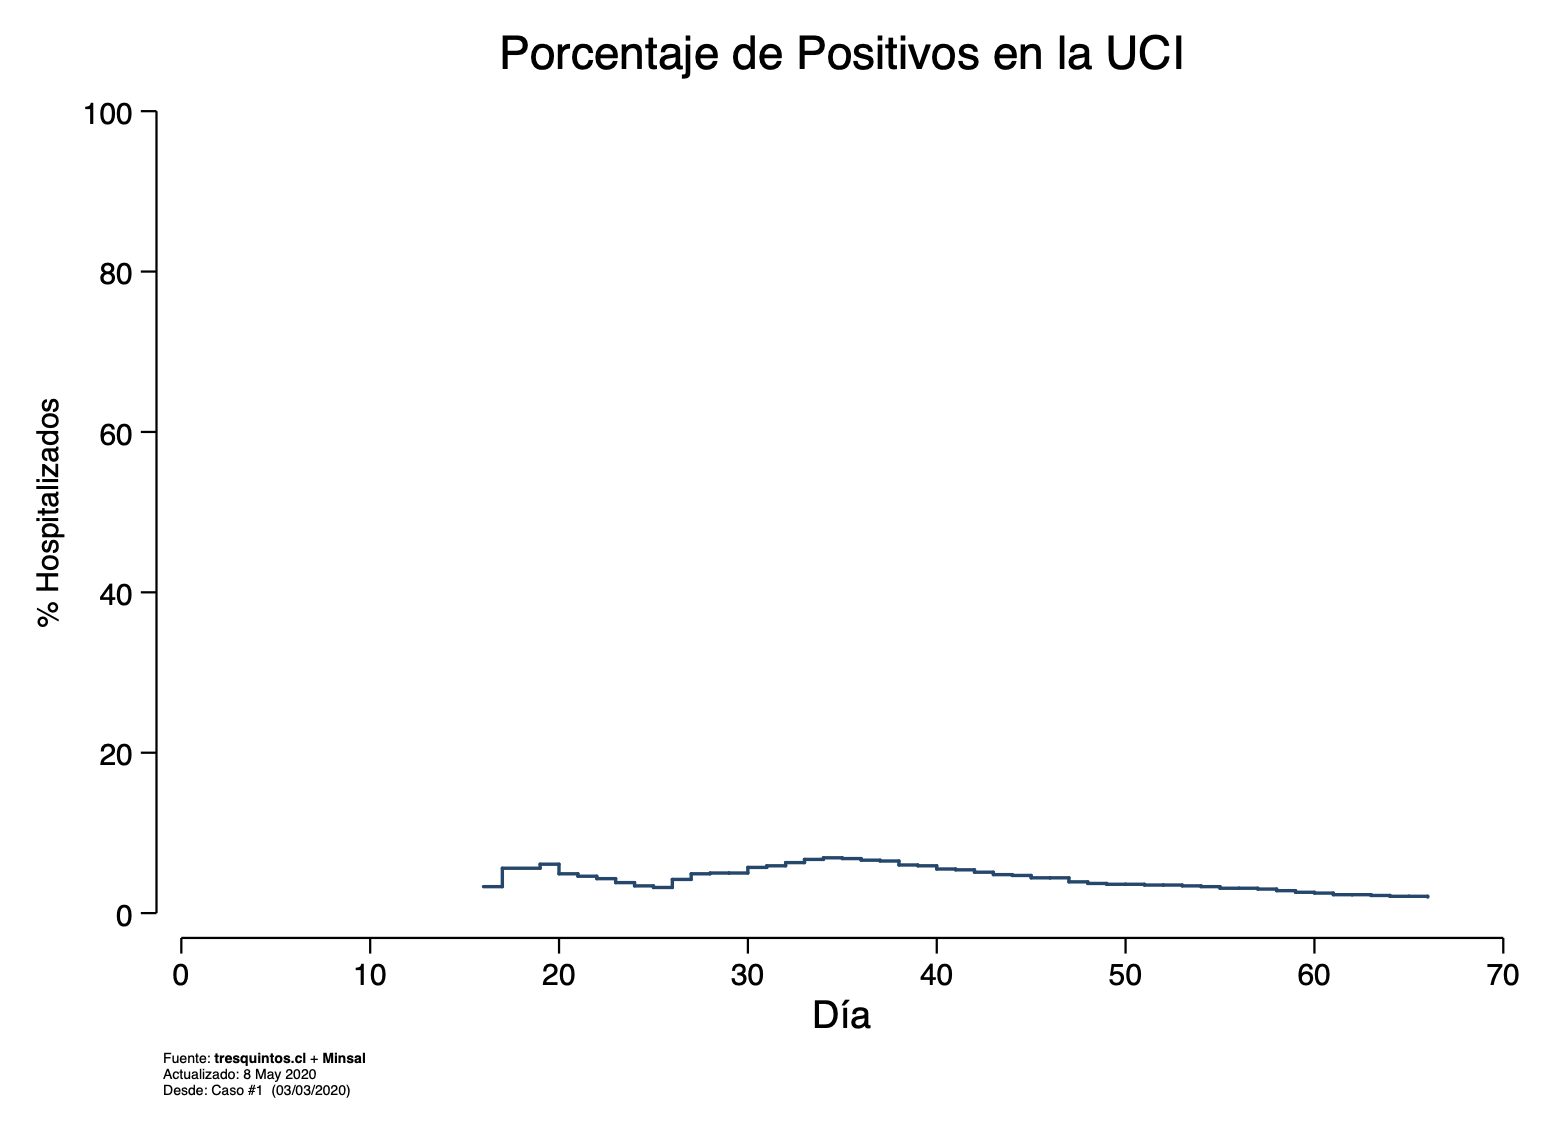 Porcentaje de Positivos en la UCI
100
80
60
40
20
0
% Hospitalizados
0 10 20 30 40 50 60 70
Día
Fuente: tresquintos.cl + Minsal
Actualizado: 8 May 2020
Desde: Caso #1 (03/03/2020)